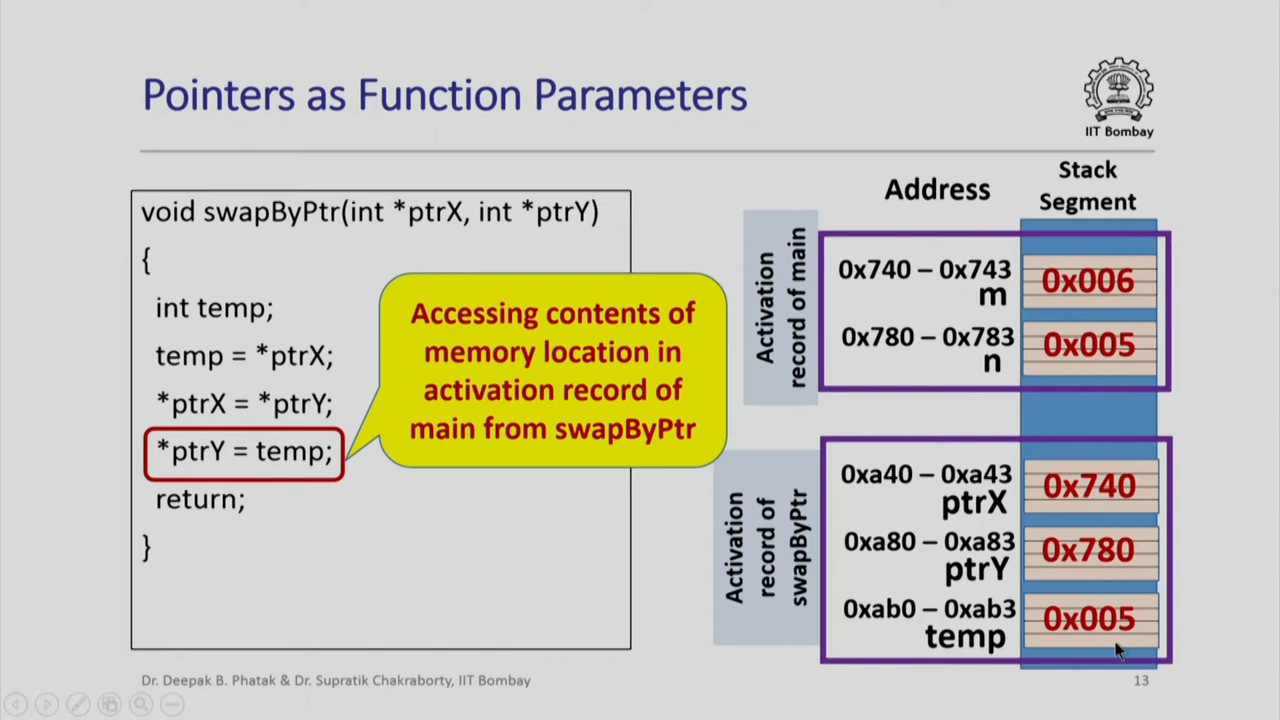 Pointers as Function Parameters
IIT Bombay
void swapByPtr(int *ptrX, int *ptrY)
{
int temp;
temp = *ptrX;
*ptrX = *ptrY;
*ptrY = temp;
return;
}
Accessing contents of
memory location in
activation record of
main from swapByPtr
Address
Stack
Segment
Activation
record of main
0x740 – 0x743
m
0x006
0x780 – 0x783
n
0x005
Activation
record of
swapByPtr
0xa40 – 0xa43
ptrX
0x740
0xa80 – 0xa83
ptrY
0x780
0xab0 – 0xab3
temp
0x005
Dr. Deepak B. Phatak & Dr. Supratik Chakraborty, IIT Bombay
13